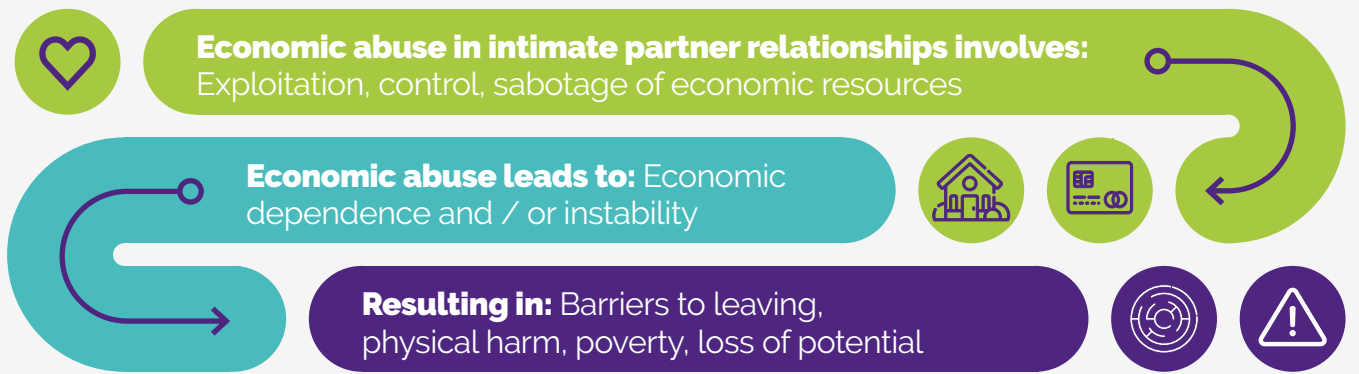 Economic abuse in intimate partner relationships involves:
Exploitation, control, sabotage of economic resources
Economic abuse leads to: Economic
dependence and / or instability
Resulting in: Barriers to leaving,
physical harm, poverty, loss of potential